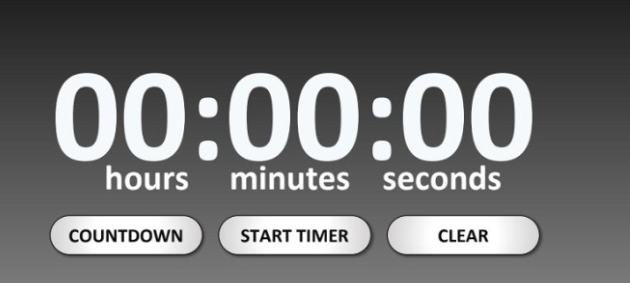 00:00:00
hours minutes seconds
COUNTDOWN START TIMER CLEAR